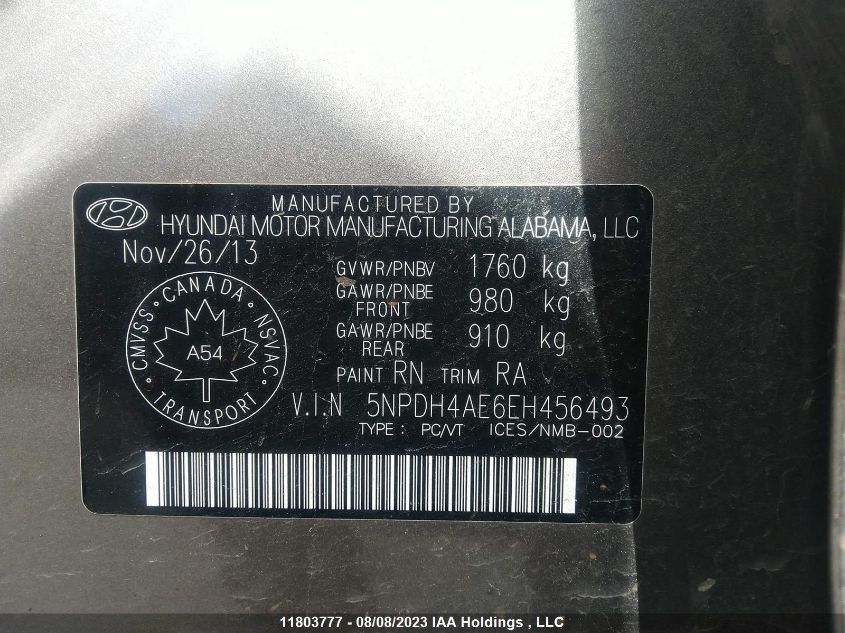 MANUFACTURED BY
HYUNDAI MOTOR MANUFACTURING ALABAMA, LLC
Nov/26/13
GVWR/PNBV 1760 kg
GAWR/PNBE FRONT 980 kg
GAWR/PNBE REAR 910 kg
PAINT RN TRIM RA
V.I.N 5NPDH4AE6EH456493
TYPE : PC/VT ICES/NMB-002
CMVSS CANADA NSVAC
A54
TRANSPORT
11803777 - 08/08/2023 IAA Holdings , LLC